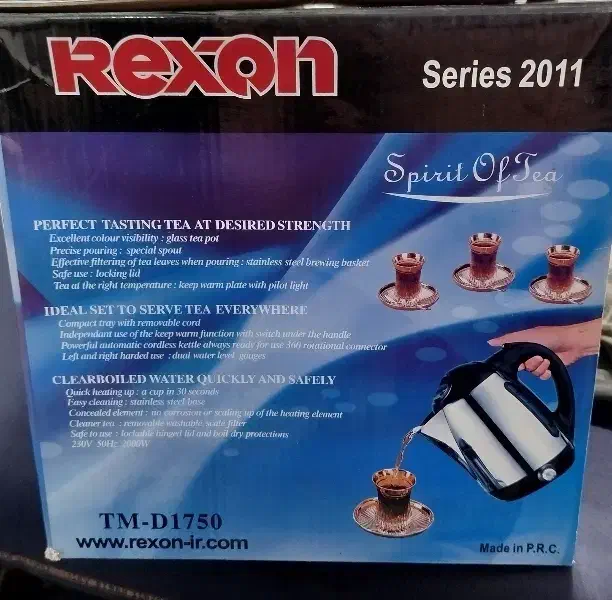 Rexon
Series 2011
Spirit Of Tea
PERFECT TASTING TEA AT DESIRED STRENGTH
Excellent colour visibility : glass tea pot
Precise pouring : special spout
Effective filtering of tea leaves when pouring : stainless steel brewing basket
Safe use : locking lid
Tea at the right temperature : keep warm plate with pilot light
IDEAL SET TO SERVE TEA EVERYWHERE
Compact tray with removable cord
Independant use of the keep warm function with switch under the handle
Powerful automatic cordless kettle always ready for use 360 rotational connector
Left and right harded use : dual water level gauges
CLEARBOILED WATER QUICKLY AND SAFELY
Quick heating up : a cup in 30 seconds
Easy cleaning : stainless steel base
Concealed element : no corrosion or scaling up of the heating element
Cleaner tea : removable washable scale filter
Safe to use : lockable hinged lid and boil dry protections
230V 50Hz 2000W
TM-D1750
www.rexon-ir.com
Made in P.R.C.